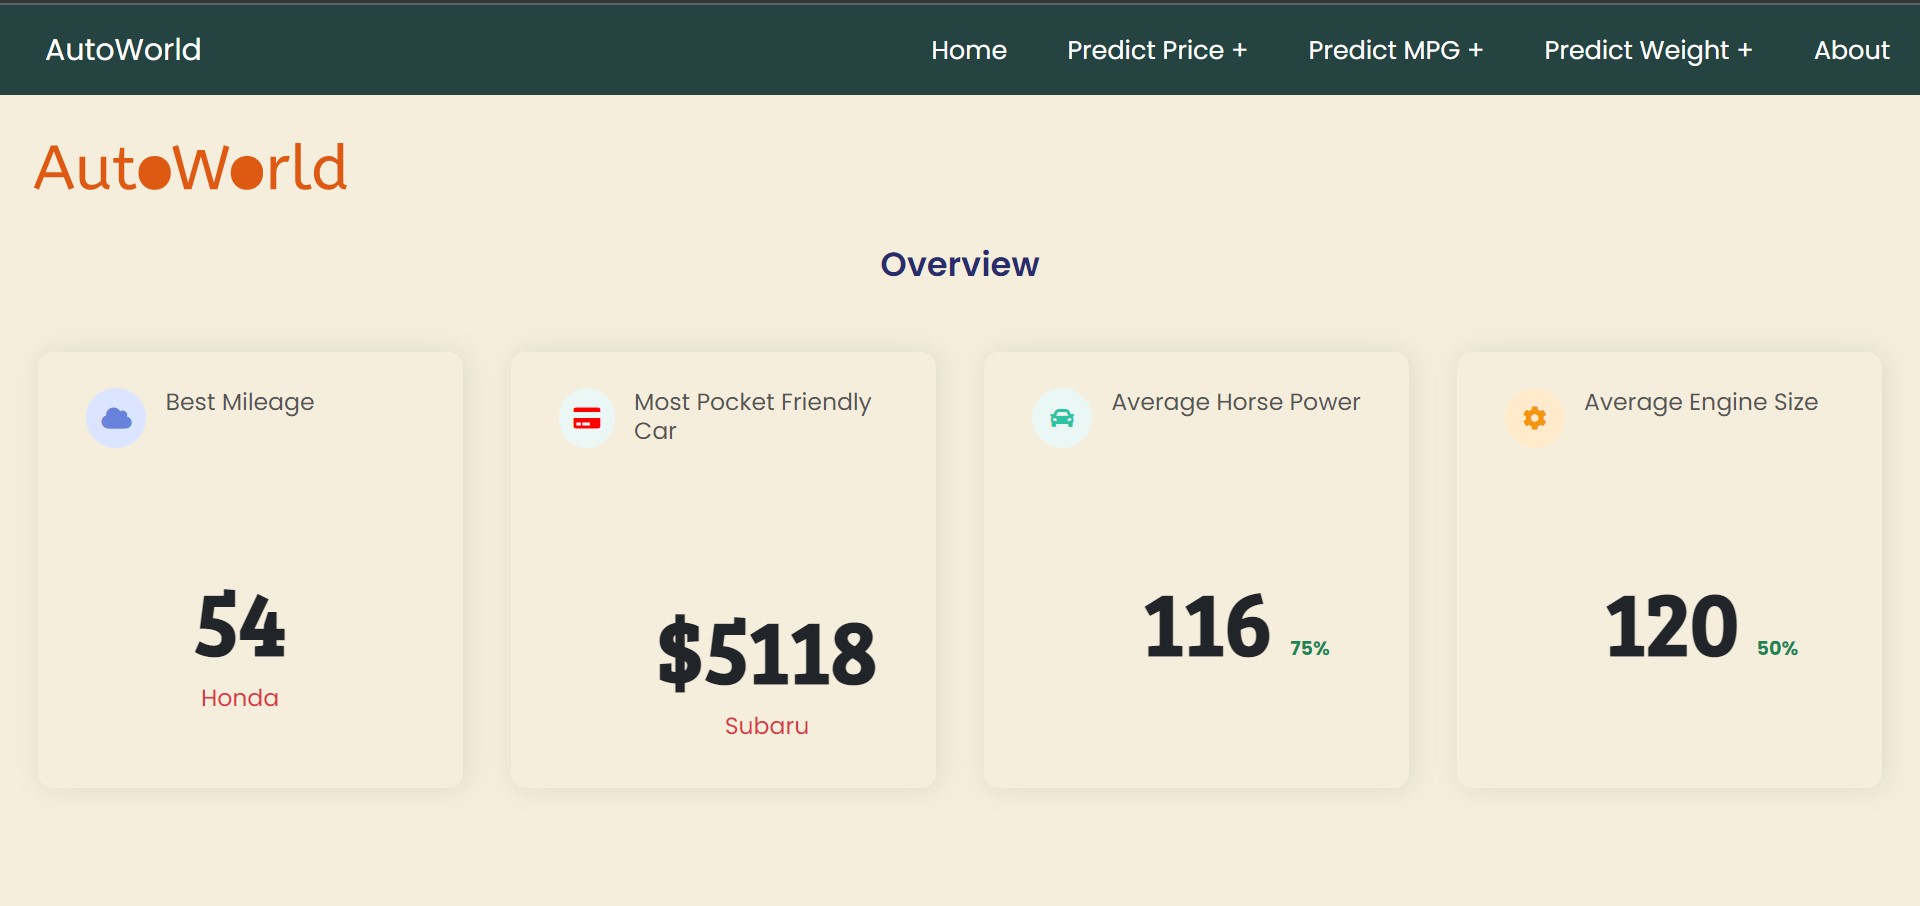 AutoWorld
Home Predict Price + Predict MPG + Predict Weight + About
AutoWorld
Overview
Best Mileage
54
Honda
Most Pocket Friendly
Car
$5118
Subaru
Average Horse Power
116 75%
Average Engine Size
120 50%